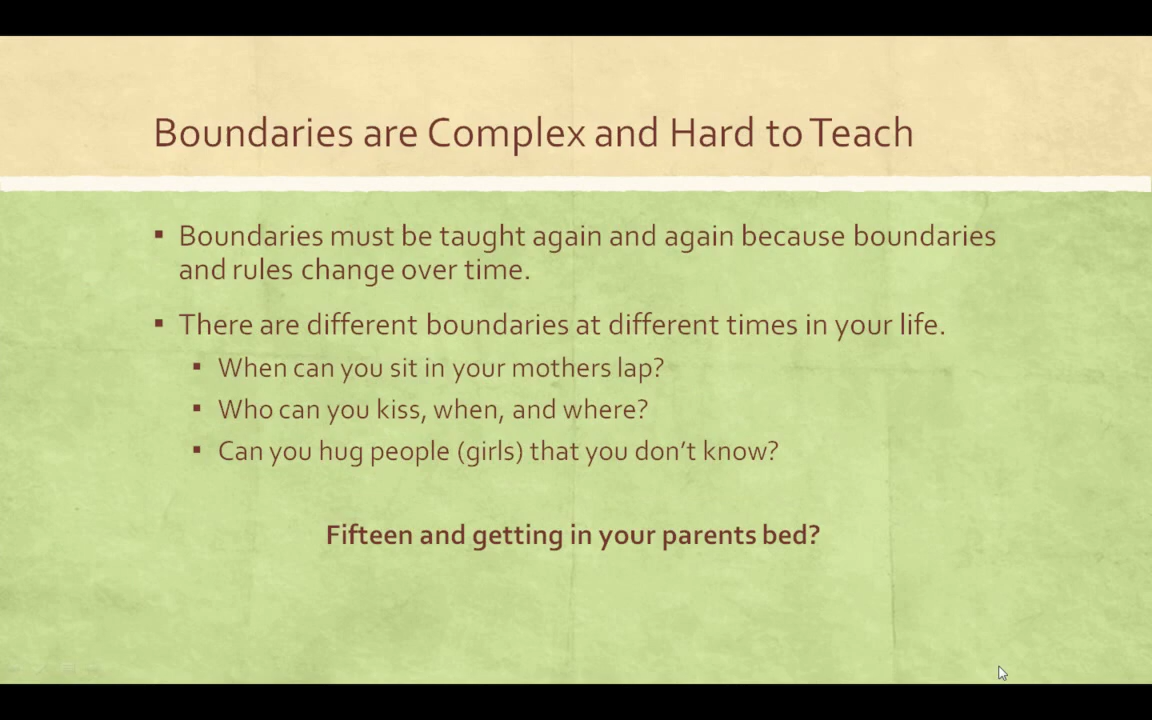 Boundaries are Complex and Hard to Teach
▪ Boundaries must be taught again and again because boundaries
and rules change over time.
▪ There are different boundaries at different times in your life.
▪ When can you sit in your mothers lap?
▪ Who can you kiss, when, and where?
▪ Can you hug people (girls) that you don’t know?
Fifteen and getting in your parents bed?